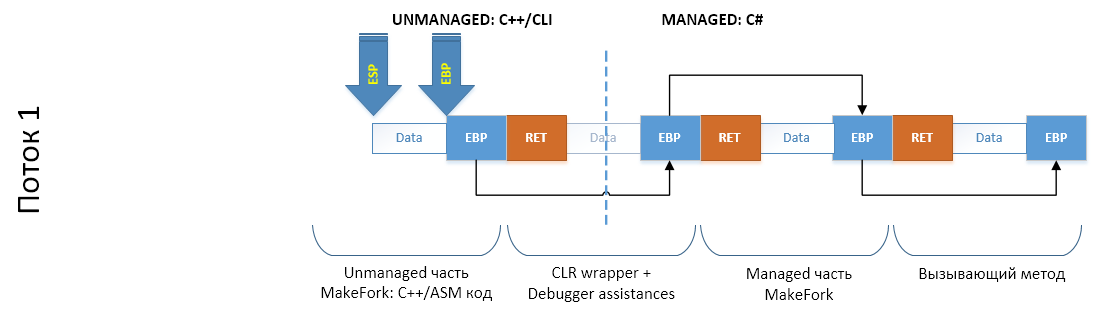 UNMANAGED: C++/CLI
MANAGED: C#
Поток 1
ESP
EBP
Data
EBP
RET
Data
EBP
RET
Data
EBP
RET
Data
EBP
Unmanaged часть
MakeFork: C++/ASM код
CLR wrapper +
Debugger assistances
Managed часть
MakeFork
Вызывающий метод